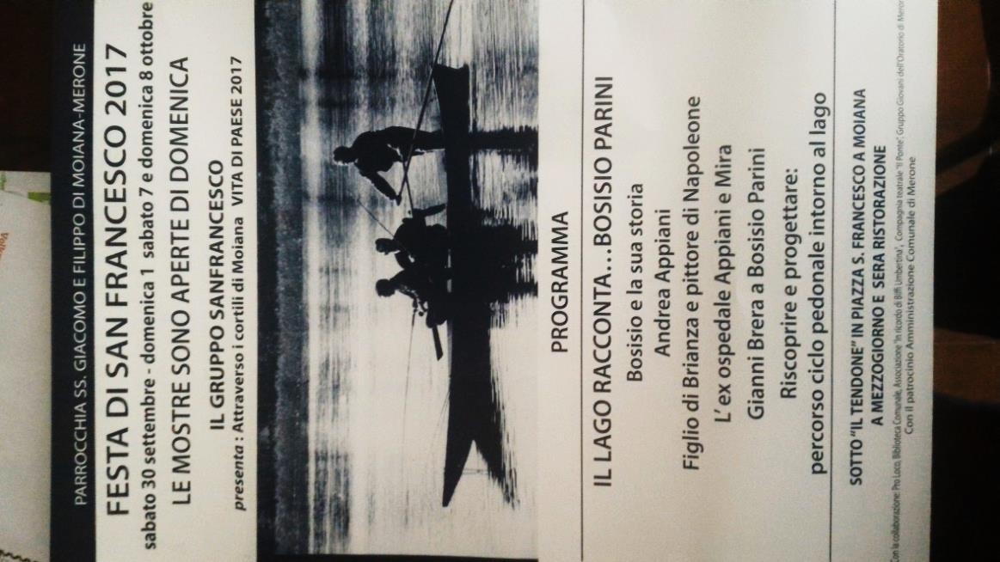 PARROCCHIA SS. GIACOMO E FILIPPO DI MOIANA-MERONE
FESTA DI SAN FRANCESCO 2017
sabato 30 settembre - domenica 1 sabato 7 e domenica 8 ottobre
LE MOSTRE SONO APERTE DI DOMENICA
IL GRUPPO SANFRANCESCO
presenta : Attraverso i cortili di Moiana VITA DI PAESE 2017
PROGRAMMA
IL LAGO RACCONTA...BOSISIO PARINI
Bosisio e la sua storia
Andrea Appiani
Figlio di Brianza e pittore di Napoleone
L'ex ospedale Appiani e Mira
Gianni Brera a Bosisio Parini
Riscoprire e progettare:
percorso ciclo pedonale intorno al lago
SOTTO "IL TENDONE" IN PIAZZA S. FRANCESCO A MOIANA
A MEZZOGIORNO E SERA RISTORAZIONE
Con la collaborazione: Pro Loco, Biblioteca Comunale, Associazione "In ricordo di Biffi Umbertina", Compagnia teatrale "Il Ponte", Gruppo Giovani dell'Oratorio di
Con il patrocinio Amministrazione Comunale di Merone